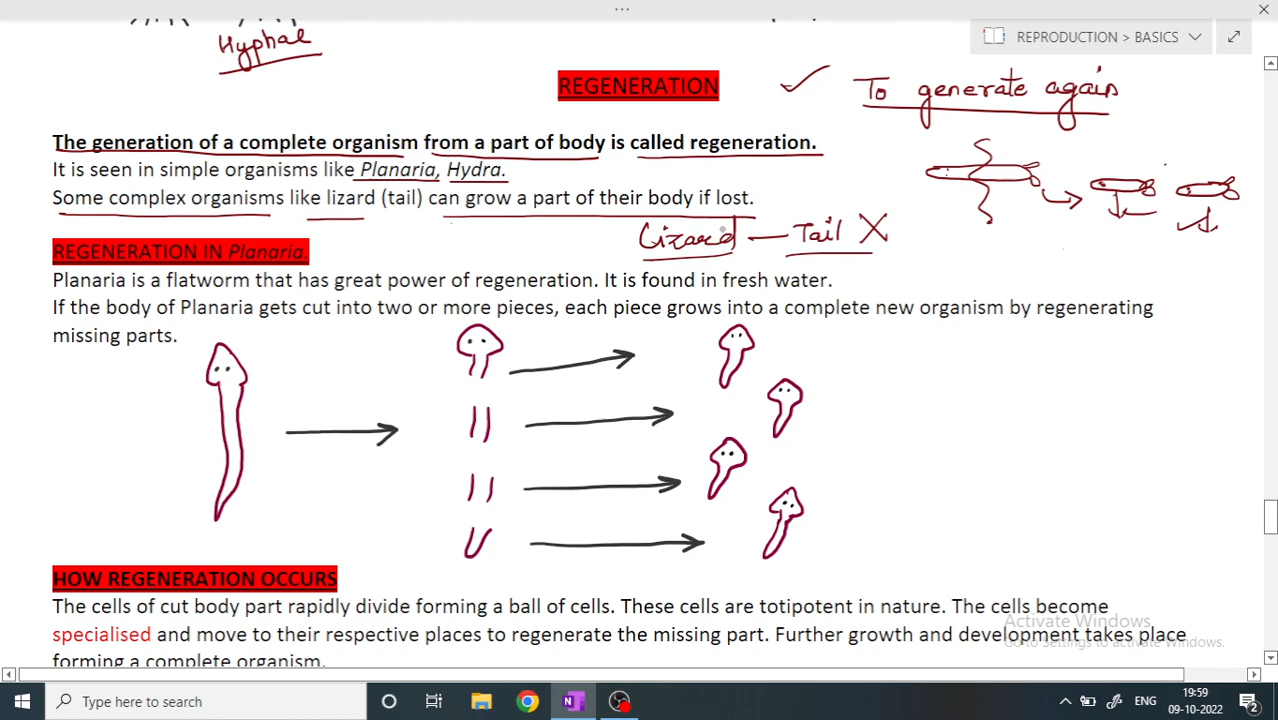 ...
REPRODUCTION > BASICS
Hyphae
REGENERATION
To generate again
The generation of a complete organism from a part of body is called regeneration.
It is seen in simple organisms like Planaria, Hydra.
Some complex organisms like lizard (tail) can grow a part of their body if lost.
Lizard — Tail X
REGENERATION IN Planaria.
Planaria is a flatworm that has great power of regeneration. It is found in fresh water.
If the body of Planaria gets cut into two or more pieces, each piece grows into a complete new organism by regenerating
missing parts.
HOW REGENERATION OCCURS
The cells of cut body part rapidly divide forming a ball of cells. These cells are totipotent in nature. The cells become
specialised and move to their respective places to regenerate the missing part. Further growth and development takes place
forming a complete organism.
Activate Windows
Go to Settings to activate Windows.
Type here to search
ENG
19:59
09-10-2022
2